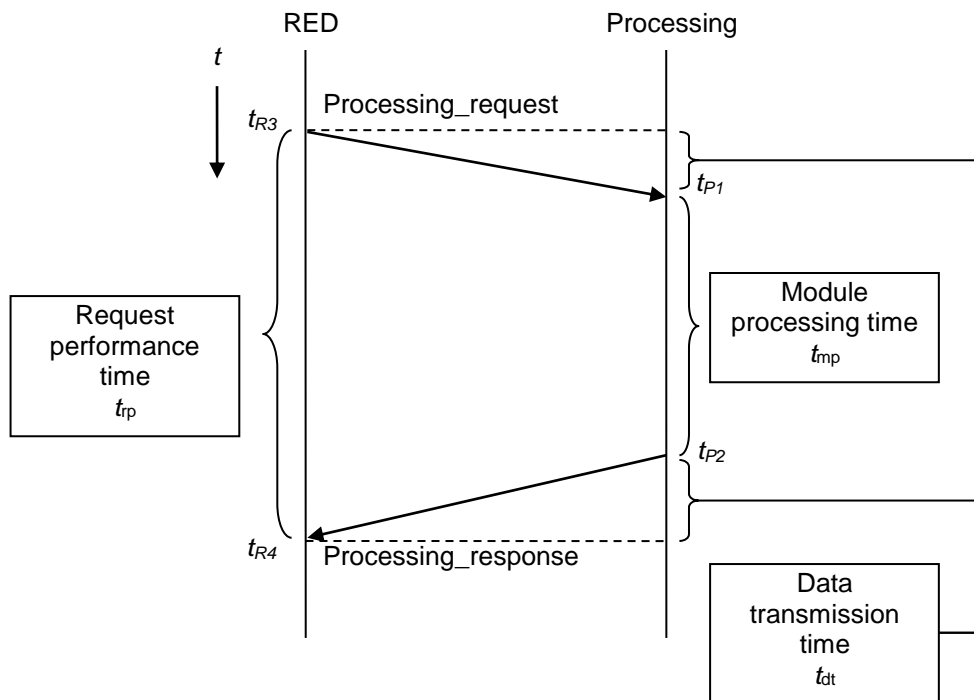 RED
Processing
t
Processing_request
tR3
tP1
Request
performance
time
trp
Module
processing time
tmp
tP2
tR4
Processing_response
Data
transmission
time
tdt